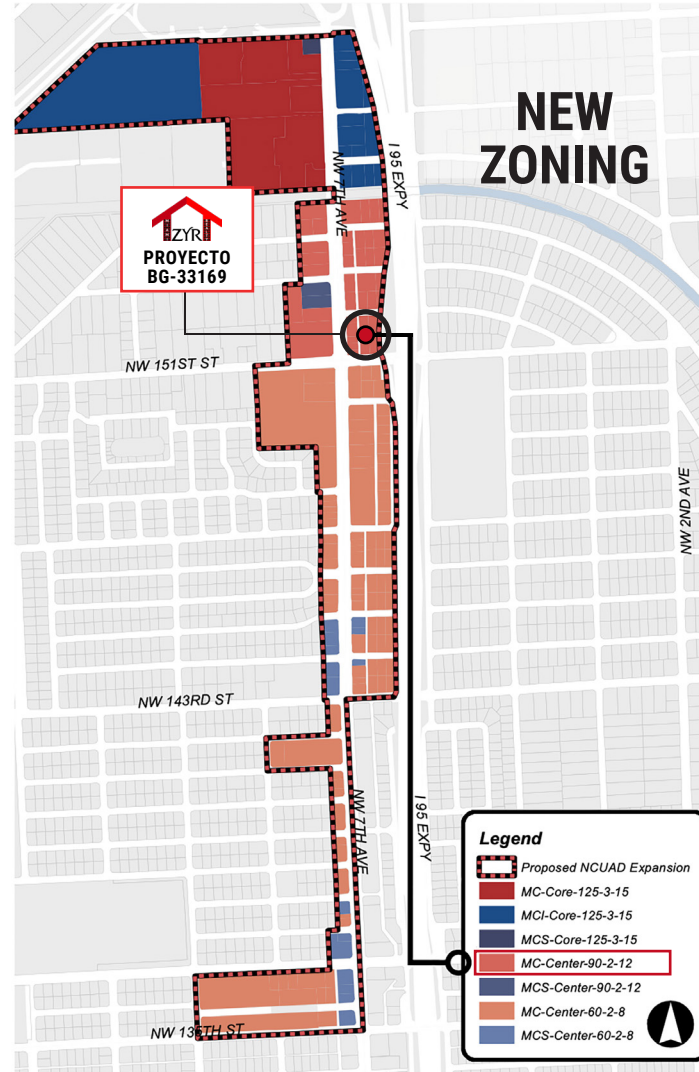 NEW
ZONING
I 95 EXPY
NW 7TH AVE
ZYR
PROYECTO
BG-33169
NW 151ST ST
NW 2ND AVE
NW 143RD ST
NW 7TH AVE
I 95 EXPY
NW 135TH ST
Legend
Proposed NCUAD Expansion
MC-Core-125-3-15
MCI-Core-125-3-15
MCS-Core-125-3-15
MC-Center-90-2-12
MCS-Center-90-2-12
MC-Center-60-2-8
MCS-Center-60-2-8